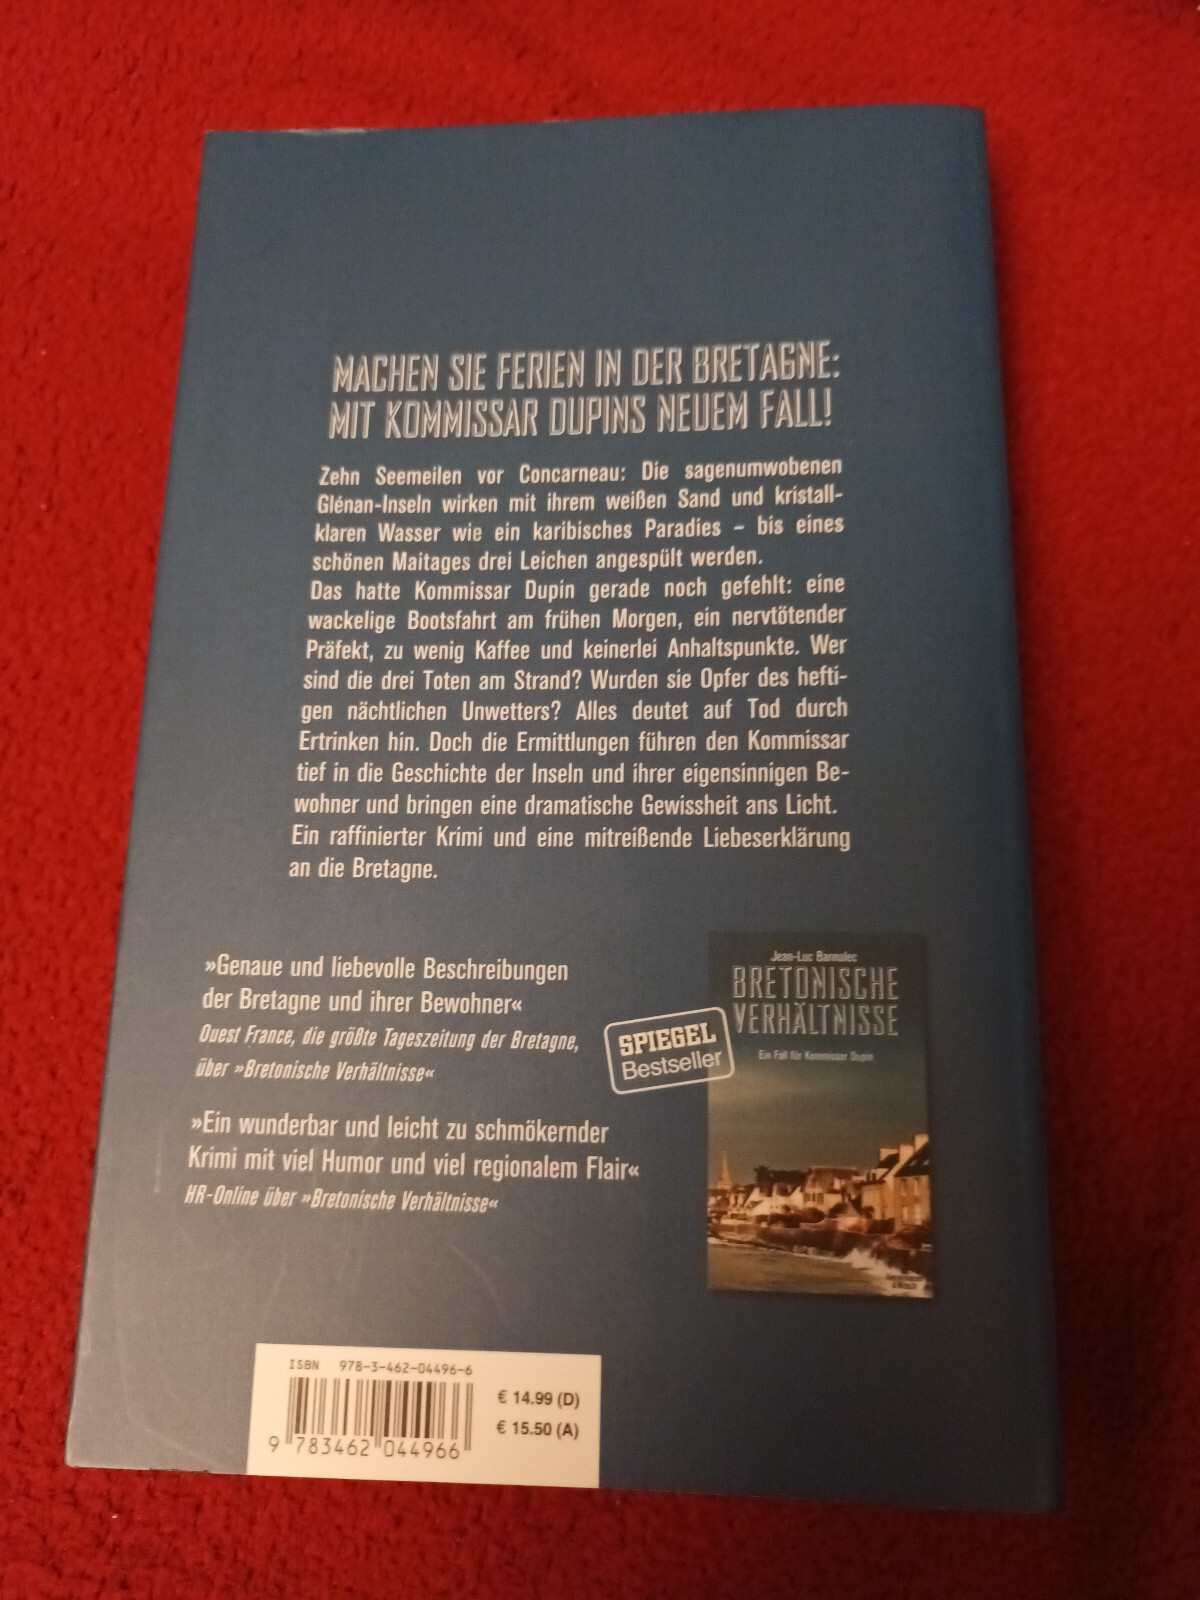 MACHEN SIE FERIEN IN DER BRETAGNE:
MIT KOMMISSAR DUPINS NEUEM FALL!
Zehn Seemeilen vor Concarneau: Die sagenumwobenen
Glénan-Inseln wirken mit ihrem weißen Sand und kristall-
klaren Wasser wie ein karibisches Paradies – bis eines
schönen Maitages drei Leichen angespült werden.
Das hatte Kommissar Dupin gerade noch gefehlt: eine
wackelige Bootsfahrt am frühen Morgen, ein nervtötender
Präfekt, zu wenig Kaffee und keinerlei Anhaltspunkte. Wer
sind die drei Toten am Strand? Wurden sie Opfer des hefti-
gen nächtlichen Unwetters? Alles deutet auf Tod durch
Ertrinken hin. Doch die Ermittlungen führen den Kommissar
tief in die Geschichte der Inseln und ihrer eigensinnigen Be-
wohner und bringen eine dramatische Gewissheit ans Licht.
Ein raffinierter Krimi und eine mitreißende Liebeserklärung
an die Bretagne.
»Genaue und liebevolle Beschreibungen
der Bretagne und ihrer Bewohner«
Ouest France, die größte Tageszeitung der Bretagne,
über »Bretonische Verhältnisse«
»Ein wunderbar und leicht zu schmökernder
Krimi mit viel Humor und viel regionalem Flair«
HR-Online über »Bretonische Verhältnisse«
Jean-Luc Bannalec
BRETONISCHE
VERHÄLTNISSE
Ein Fall für Kommissar Dupin
SPIEGEL
Bestseller
ISBN 978-3-462-04496-6
€ 14.99 (D)
€ 15.50 (A)
9 783462 044966